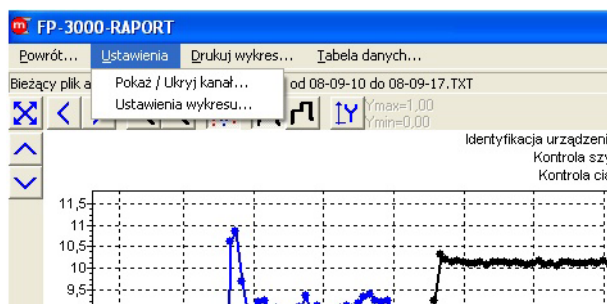 FP-3000-RAPORT
Powrót... Ustawienia Drukuj wykres... Tabela danych...
Bieżący plik a od 08-09-10 do 08-09-17.TXT
Pokaż / Ukryj kanał...
Ustawienia wykresu...
Y Ymax=1,00
Ymin=0,00
Identyfikacja urządzeni
Kontrola szy
Kontrola cia
11,5
11
10,5
10
9,5